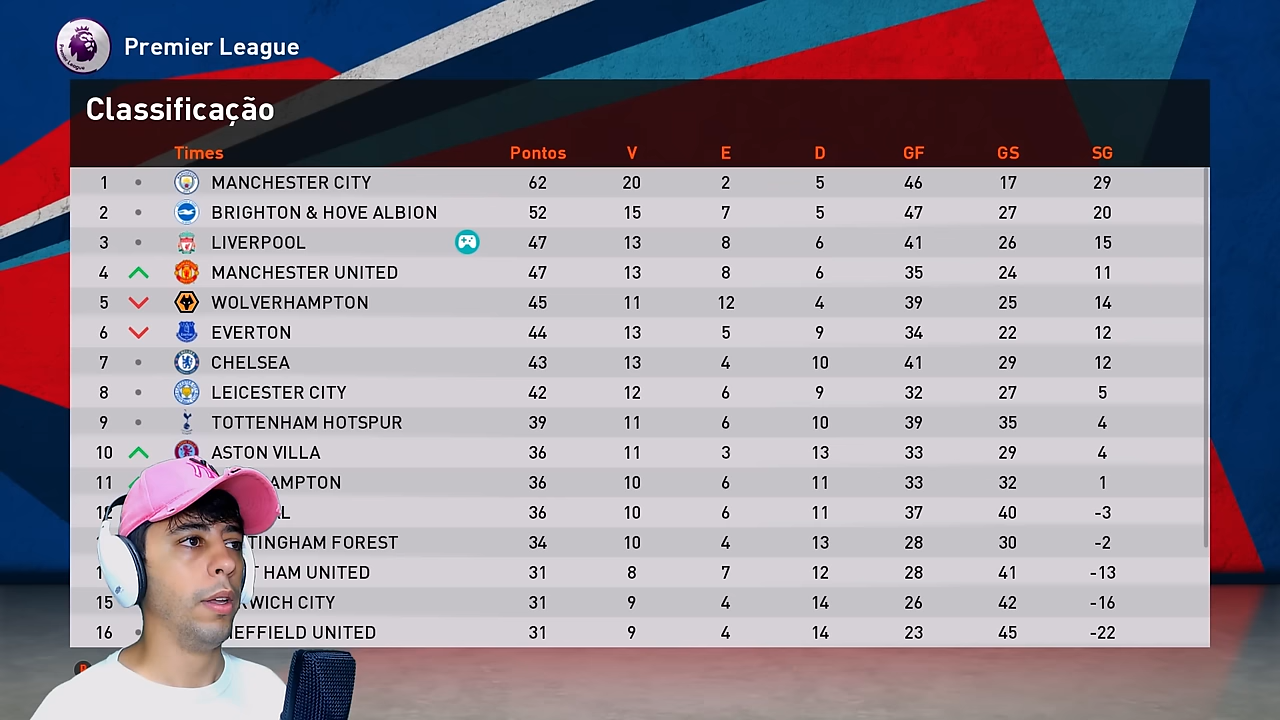 Premier League
Classificação
Times Pontos V E D GF GS SG
1 MANCHESTER CITY 62 20 2 5 46 17 29
2 BRIGHTON & HOVE ALBION 52 15 7 5 47 27 20
3 LIVERPOOL 47 13 8 6 41 26 15
4 MANCHESTER UNITED 47 13 8 6 35 24 11
5 WOLVERHAMPTON 45 11 12 4 39 25 14
6 EVERTON 44 13 5 9 34 22 12
7 CHELSEA 43 13 4 10 41 29 12
8 LEICESTER CITY 42 12 6 9 32 27 5
9 TOTTENHAM HOTSPUR 39 11 6 10 39 35 4
10 ASTON VILLA 36 11 3 13 33 29 4
11 AMPTON 36 10 6 11 33 32 1
L 36 10 6 11 37 40 -3
TINGHAM FOREST 34 10 4 13 28 30 -2
HAM UNITED 31 8 7 12 28 41 -13
15 WICH CITY 31 9 4 14 26 42 -16
16 EFFIELD UNITED 31 9 4 14 23 45 -22